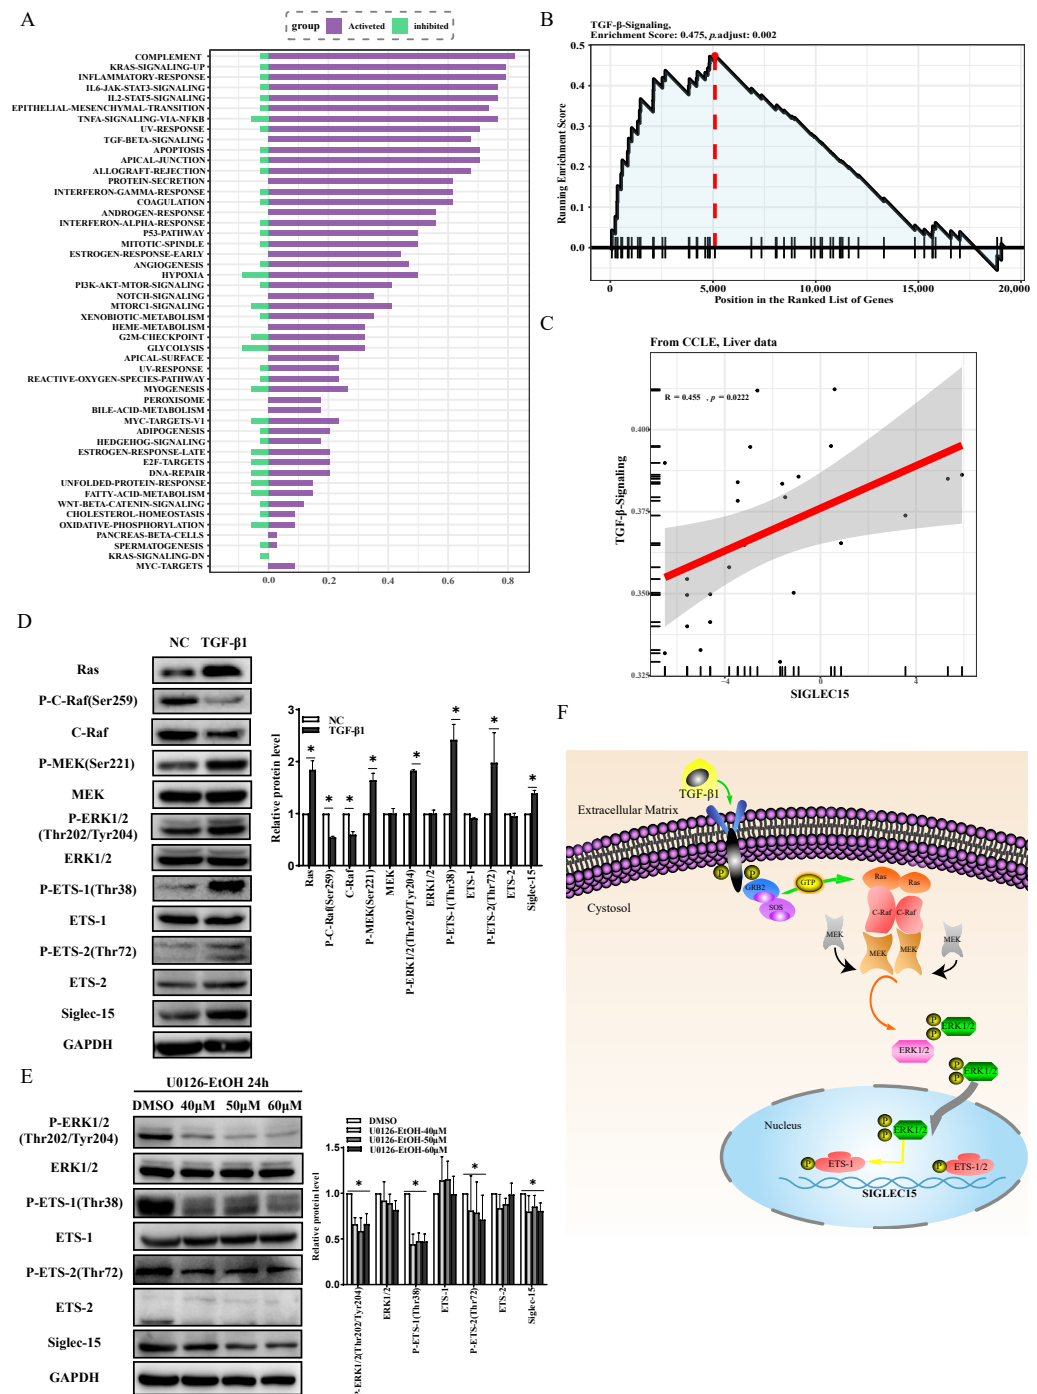 A
group Activeted inhibited
COMPLEMENT
KRAS-SIGNALING-UP
INFLAMMATORY-RESPONSE
IL6-JAK-STAT3-SIGNALING
IL2-STAT5-SIGNALING
EPITHELIAL-MESENCHYMAL-TRANSITION
TNFA-SIGNALING-VIA-NFKB
UV-RESPONSE
TGF-BETA-SIGNALING
APOPTOSIS
APICAL-JUNCTION
ALLOGRAFT-REJECTION
PROTEIN-SECRETION
INTERFERON-GAMMA-RESPONSE
COAGULATION
ANDROGEN-RESPONSE
INTERFERON-ALPHA-RESPONSE
P53-PATHWAY
MITOTIC-SPINDLE
ESTROGEN-RESPONSE-EARLY
ANGIOGENESIS
HYPOXIA
PI3K-AKT-MTOR-SIGNALING
NOTCH-SIGNALING
MTORC1-SIGNALING
XENOBIOTIC-METABOLISM
HEME-METABOLISM
G2M-CHECKPOINT
GLYCOLYSIS
APICAL-SURFACE
UV-RESPONSE
REACTIVE-OXYGEN-SPECIES-PATHWAY
MYOGENESIS
PEROXISOME
BILE-ACID-METABOLISM
MYC-TARGETS-V1
ADIPOGENESIS
HEDGEHOG-SIGNALING
ESTROGEN-RESPONSE-LATE
E2F-TARGETS
DNA-REPAIR
UNFOLDED-PROTEIN-RESPONSE
FATTY-ACID-METABOLISM
WNT-BETA-CATENIN-SIGNALING
CHOLESTEROL-HOMEOSTASIS
OXIDATIVE-PHOSPHORYLATION
PANCREAS-BETA-CELLS
SPERMATOGENESIS
KRAS-SIGNALING-DN
MYC-TARGETS
0.0 0.2 0.4 0.6 0.8
B
TGF-β-Signaling,
Enrichment Score: 0.475, p.adjust: 0.002
Running Enrichment Score
0.5
0.4
0.3
0.2
0.1
0.0
0 5,000 10,000 15,000 20,000
Position in the Ranked List of Genes
C
From CCLE, Liver data
R = 0.455 , p = 0.0222
TGF-β-Signaling
0.400
0.375
0.350
0.325
-4 0 4
SIGLEC15
D
NC TGF-β1
Ras
P-C-Raf(Ser259)
C-Raf
P-MEK(Ser221)
MEK
P-ERK1/2
(Thr202/Tyr204)
ERK1/2
P-ETS-1(Thr38)
ETS-1
P-ETS-2(Thr72)
ETS-2
Siglec-15
GAPDH
Relative protein level
3
2
1
0
NC
TGF-β1
* * * * * * * *
Ras
P-C-Raf(Ser259)
C-Raf
P-MEK(Ser221)
MEK
P-ERK1/2(Thr202/Tyr204)
ERK1/2
P-ETS-1(Thr38)
ETS-1
P-ETS-2(Thr72)
ETS-2
Siglec-15
E
U0126-EtOH 24h
DMSO 40μM 50μM 60μM
P-ERK1/2
(Thr202/Tyr204)
ERK1/2
P-ETS-1(Thr38)
ETS-1
P-ETS-2(Thr72)
ETS-2
Siglec-15
GAPDH
DMSO
U0126-EtOH-40μM
U0126-EtOH-50μM
U0126-EtOH-60μM
Relative protein level
1.5
1.0
0.5
0.0
* * * *
P-ERK1/2(Thr202/Tyr204)
ERK1/2
P-ETS-1(Thr38)
ETS-1
P-ETS-2(Thr72)
ETS-2
Siglec-15
F
TGF-β1
Extracellular Matrix
Cystosol
P P
GRB2
SOS
GTP
Ras Ras
C-Raf C-Raf
MEK MEK
MEK MEK
P
P
ERK1/2
ERK1/2
P
P
ERK1/2
Nucleus
P
P
ERK1/2
P
ETS-1
P
ETS-1/2
SIGLEC15